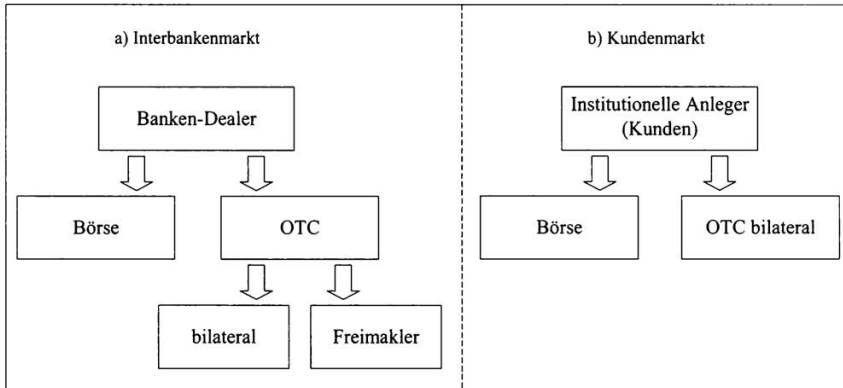 a) Interbankenmarkt
Banken-Dealer
Börse
OTC
bilateral
Freimakler
b) Kundenmarkt
Institutionelle Anleger
(Kunden)
Börse
OTC bilateral